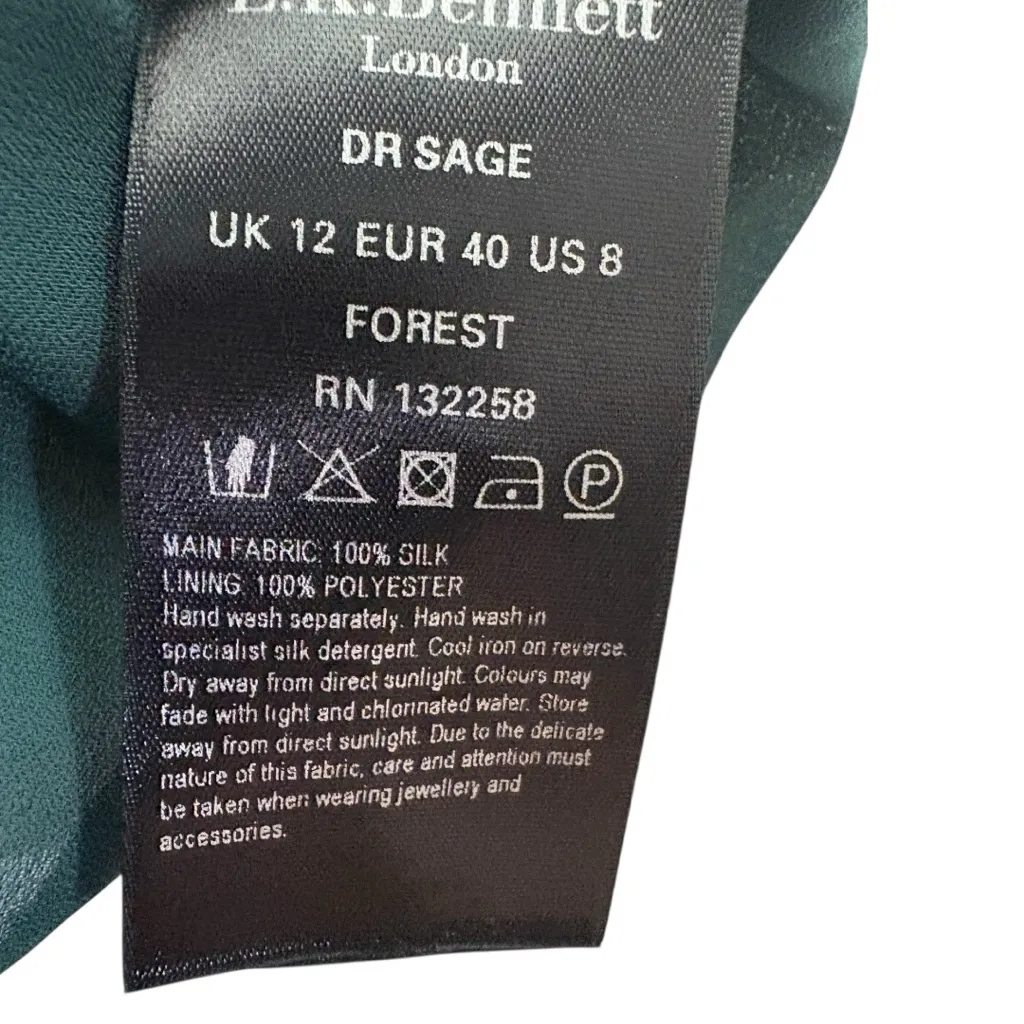 L.K.Bennett
London
DR SAGE
UK 12 EUR 40 US 8
FOREST
RN 132258
P
MAIN FABRIC: 100% SILK
LINING: 100% POLYESTER
Hand wash separately. Hand wash in
specialist silk detergent. Cool iron on reverse.
Dry away from direct sunlight. Colours may
fade with light and chlorinated water. Store
away from direct sunlight. Due to the delicate
nature of this fabric, care and attention must
be taken when wearing jewellery and
accessories.